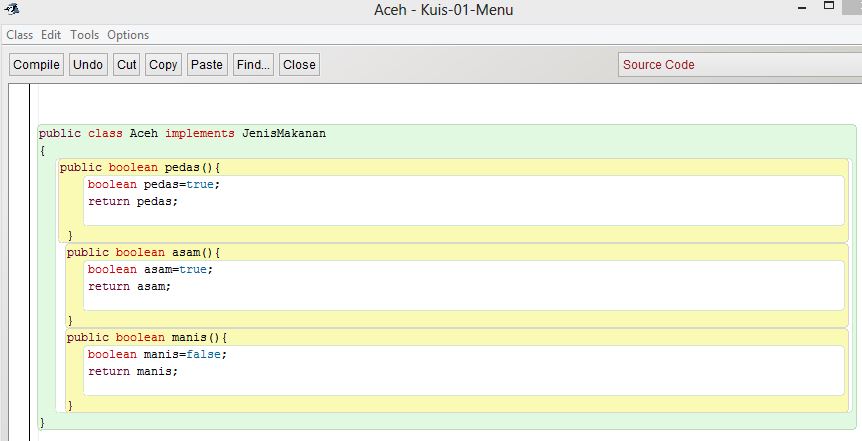 Aceh - Kuis-01-Menu
Class Edit Tools Options
Compile Undo Cut Copy Paste Find... Close Source Code
public class Aceh implements JenisMakanan
{
public boolean pedas(){
boolean pedas=true;
return pedas;
}
public boolean asam(){
boolean asam=true;
return asam;
}
public boolean manis(){
boolean manis=false;
return manis;
}
}